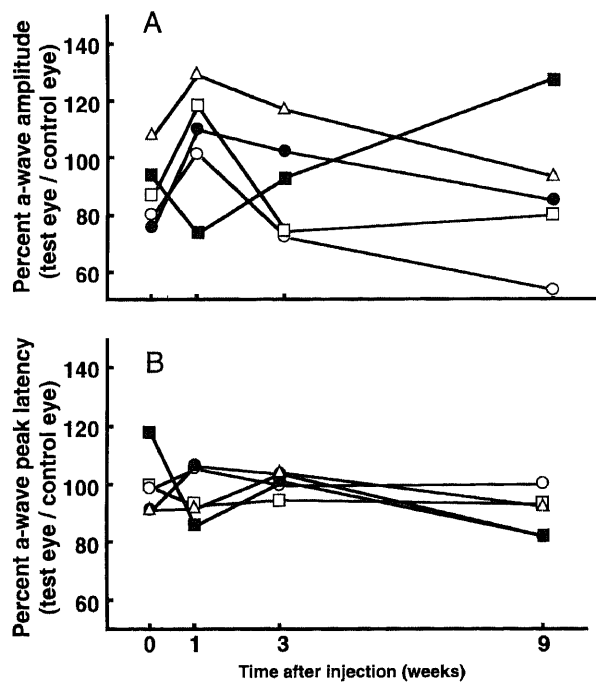 A
Percent a-wave amplitude
(test eye / control eye)
140
120
100
80
60
B
Percent a-wave peak latency
(test eye / control eye)
140
120
100
80
60
0 1 3 9
Time after injection (weeks)